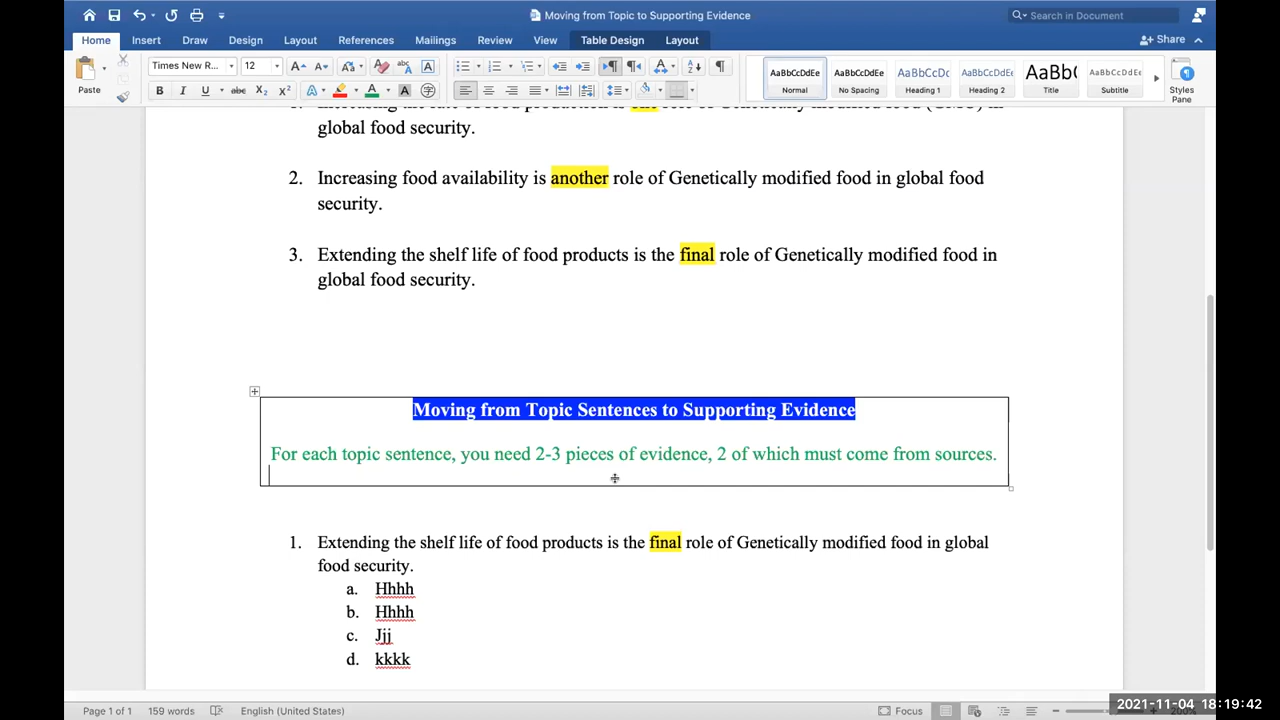 Moving from Topic to Supporting Evidence
Search in Document
Home Insert Draw Design Layout References Mailings Review View Table Design Layout
Share
Paste
Times New R... 12
AaBbCcDdEe AaBbCcDdEe AaBbCcDc AaBbCcDdEe AaBb( AaBbCcDdEe
Normal No Spacing Heading 1 Heading 2 Title Subtitle
Styles
Pane
global food security.
2. Increasing food availability is another role of Genetically modified food in global food
security.
3. Extending the shelf life of food products is the final role of Genetically modified food in
global food security.
Moving from Topic Sentences to Supporting Evidence
For each topic sentence, you need 2-3 pieces of evidence, 2 of which must come from sources.
1. Extending the shelf life of food products is the final role of Genetically modified food in global
food security.
a. Hhhh
b. Hhhh
c. Jjj
d. kkkk
Page 1 of 1 159 words English (United States) Focus
2021-11-04 18:19:42